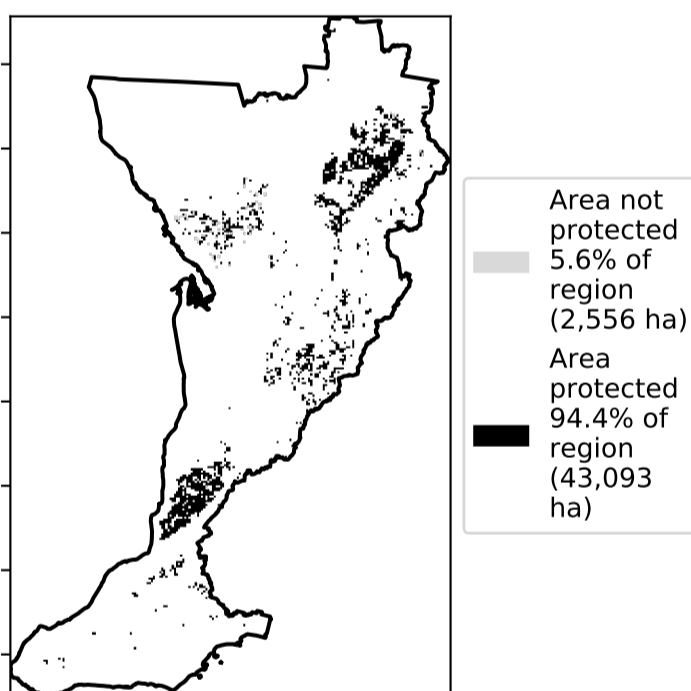 Area not
protected
5.6% of
region
(2,556 ha)
Area
protected
94.4% of
region
(43,093
ha)